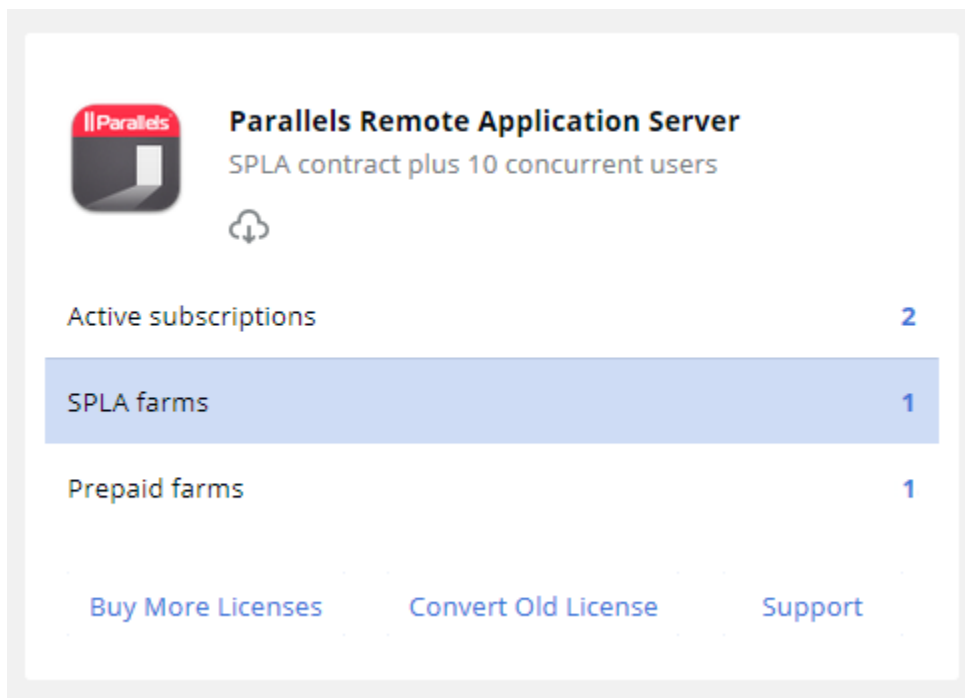 || Parallels
Parallels Remote Application Server
SPLA contract plus 10 concurrent users
Active subscriptions 2
SPLA farms 1
Prepaid farms 1
Buy More Licenses Convert Old License Support